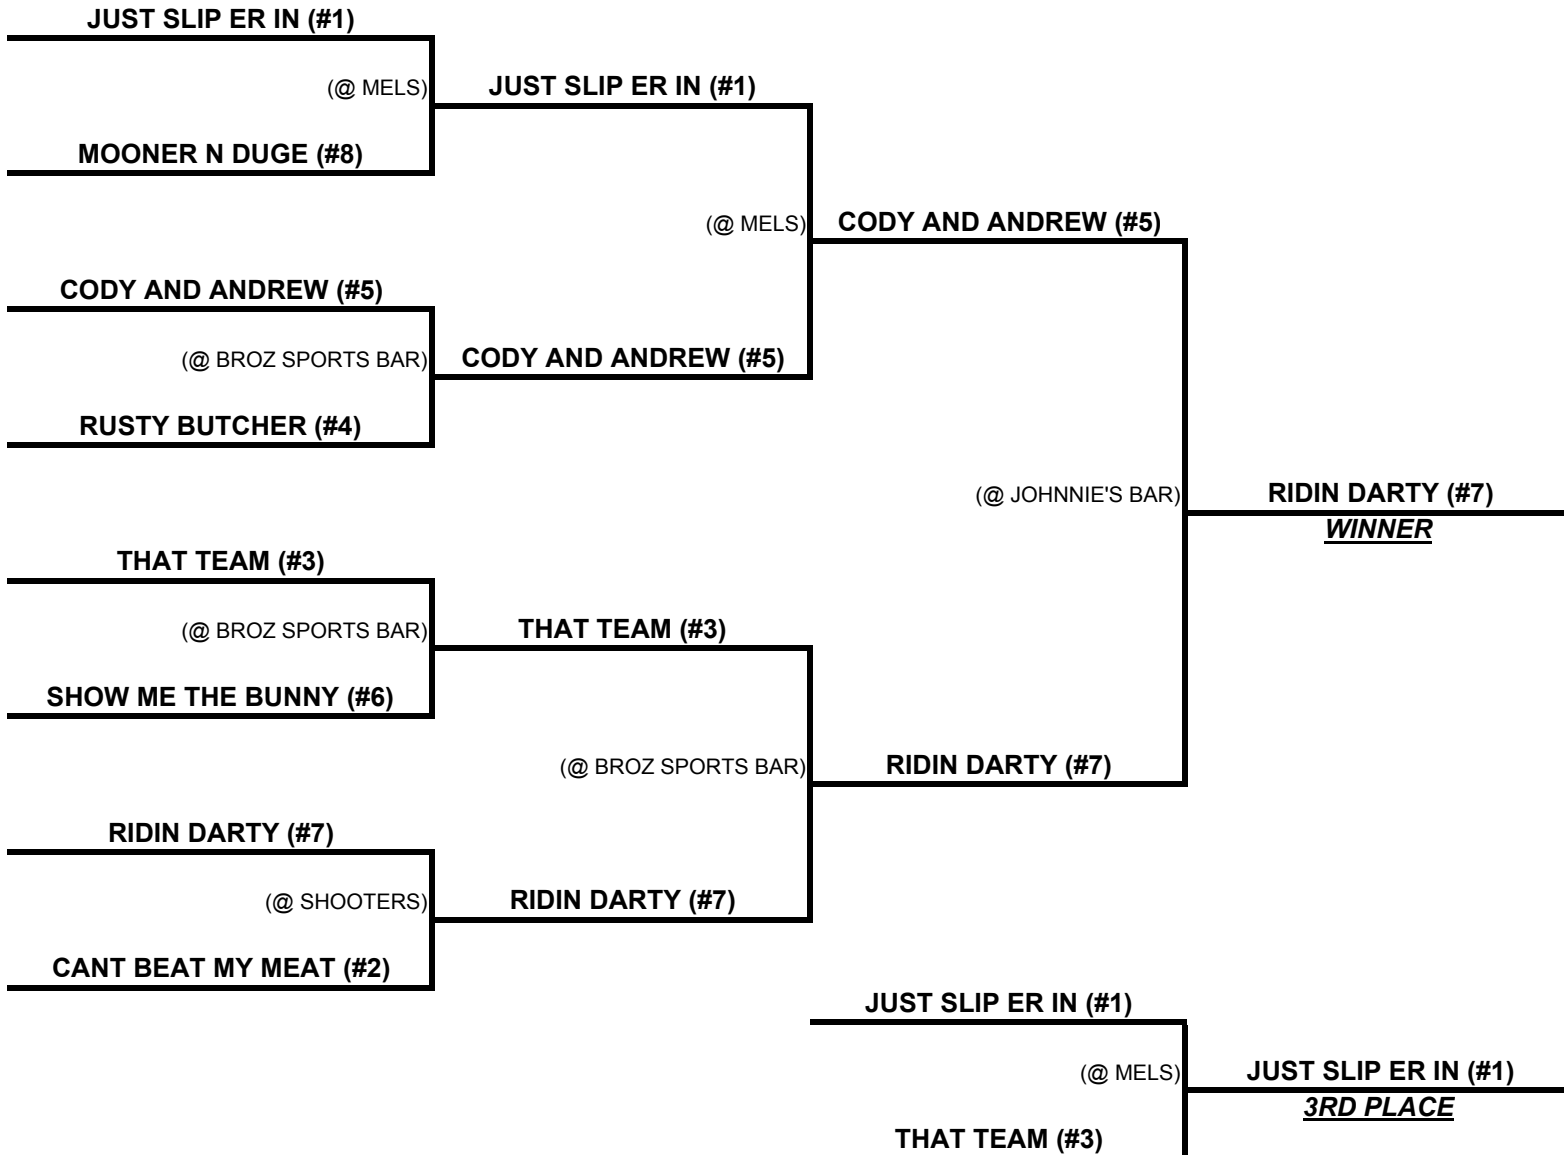 JUST SLIP ER IN (#1)
(@ MELS)
JUST SLIP ER IN (#1)
MOONER N DUGE (#8)
(@ MELS)
CODY AND ANDREW (#5)
CODY AND ANDREW (#5)
(@ BROZ SPORTS BAR)
CODY AND ANDREW (#5)
RUSTY BUTCHER (#4)
(@ JOHNNIE'S BAR)
RIDIN DARTY (#7)
WINNER
THAT TEAM (#3)
(@ BROZ SPORTS BAR)
THAT TEAM (#3)
SHOW ME THE BUNNY (#6)
(@ BROZ SPORTS BAR)
RIDIN DARTY (#7)
RIDIN DARTY (#7)
(@ SHOOTERS)
RIDIN DARTY (#7)
CANT BEAT MY MEAT (#2)
JUST SLIP ER IN (#1)
(@ MELS)
JUST SLIP ER IN (#1)
3RD PLACE
THAT TEAM (#3)